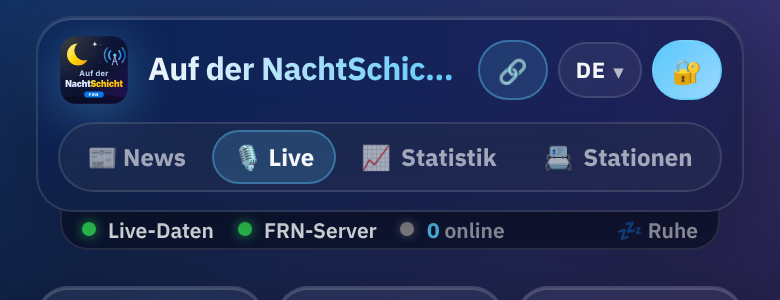 Auf der
NachtSchicht
FRN
Auf der NachtSchic...
DE ▾
News Live Statistik Stationen
Live-Daten FRN-Server 0 online Ruhe